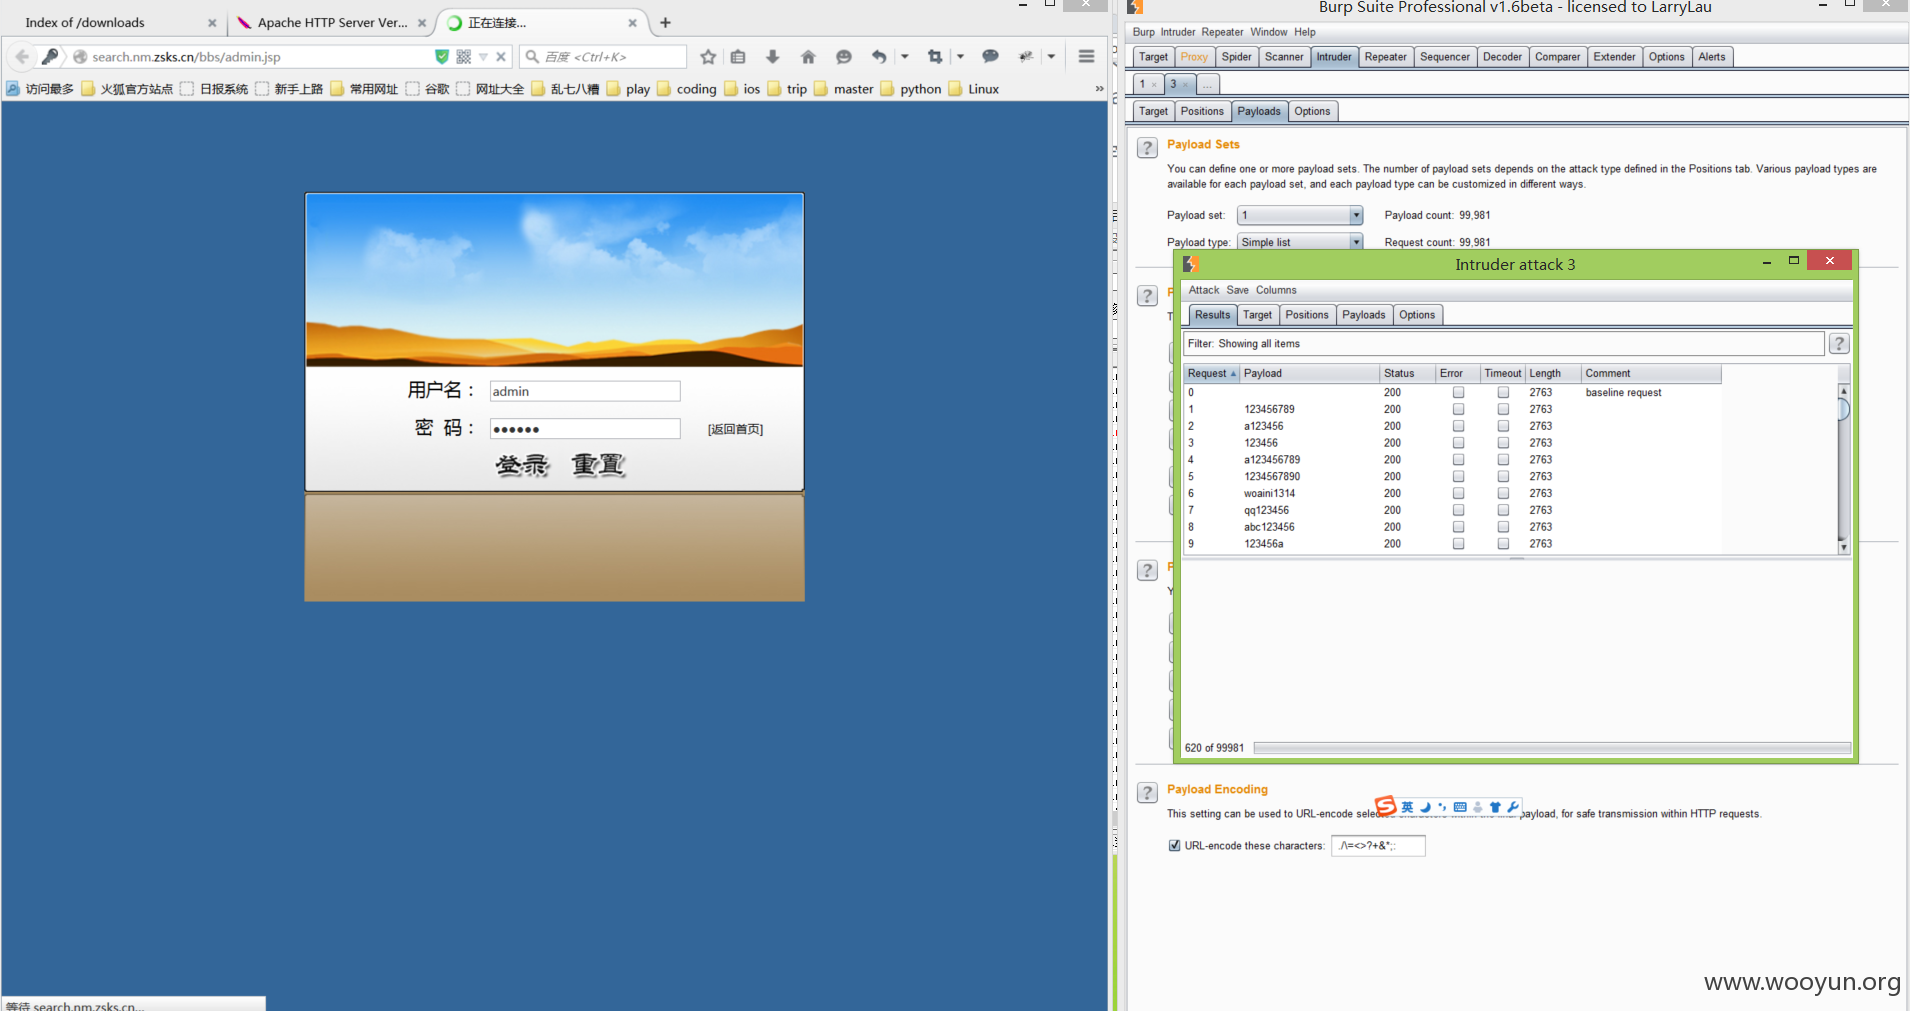 Index of /downloads
Apache HTTP Server Ver...
正在连接...
search.nm.zsks.cn/bbs/admin.jsp
百度 <Ctrl+K>
访问最多 火狐官方站点 日报系统 新手上路 常用网址 谷歌 网址大全 乱七八糟 play coding ios trip master python Linux »
用户名：
admin
密 码：
●●●●●●
[返回首页]
登录 重置
等待 search.nm.zsks.cn...
Burp Suite Professional v1.6beta - licensed to LarryLau
Burp Intruder Repeater Window Help
Target Proxy Spider Scanner Intruder Repeater Sequencer Decoder Comparer Extender Options Alerts
1 × 3 × ...
Target Positions Payloads Options
? Payload Sets
You can define one or more payload sets. The number of payload sets depends on the attack type defined in the Positions tab. Various payload types are
available for each payload set, and each payload type can be customized in different ways.
Payload set: 1 Payload count: 99,981
Payload type: Simple list Request count: 99,981
Intruder attack 3
Attack Save Columns
Results Target Positions Payloads Options
Filter: Showing all items ?
Request Payload Status Error Timeout Length Comment
0 200 2763 baseline request
1 123456789 200 2763
2 a123456 200 2763
3 123456 200 2763
4 a123456789 200 2763
5 1234567890 200 2763
6 woaini1314 200 2763
7 qq123456 200 2763
8 abc123456 200 2763
9 123456a 200 2763
620 of 99981
? Payload Encoding
This setting can be used to URL-encode selected payload, for safe transmission within HTTP requests.
英
URL-encode these characters: ./\=<>?+&*;:
www.wooyun.org